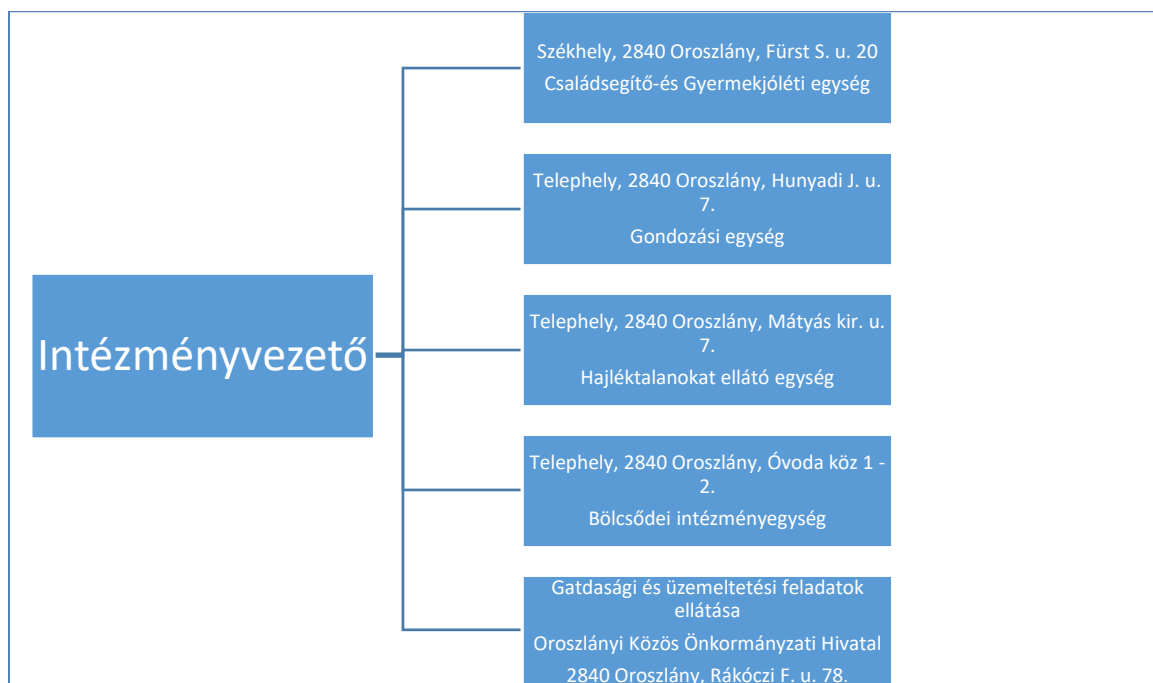 Intézményvezető
Székhely, 2840 Oroszlány, Fürst S. u. 20
Családsegítő-és Gyermekjóléti egység
Telephely, 2840 Oroszlány, Hunyadi J. u.
7.
Gondozási egység
Telephely, 2840 Oroszlány, Mátyás kir. u.
7.
Hajléktalanokat ellátó egység
Telephely, 2840 Oroszlány, Óvoda köz 1 -
2.
Bölcsődei intézményegység
Gatdasági és üzemeltetési feladatok
ellátása
Oroszlányi Közös Önkormányzati Hivatal
2840 Oroszlány, Rákóczi F. u. 78.